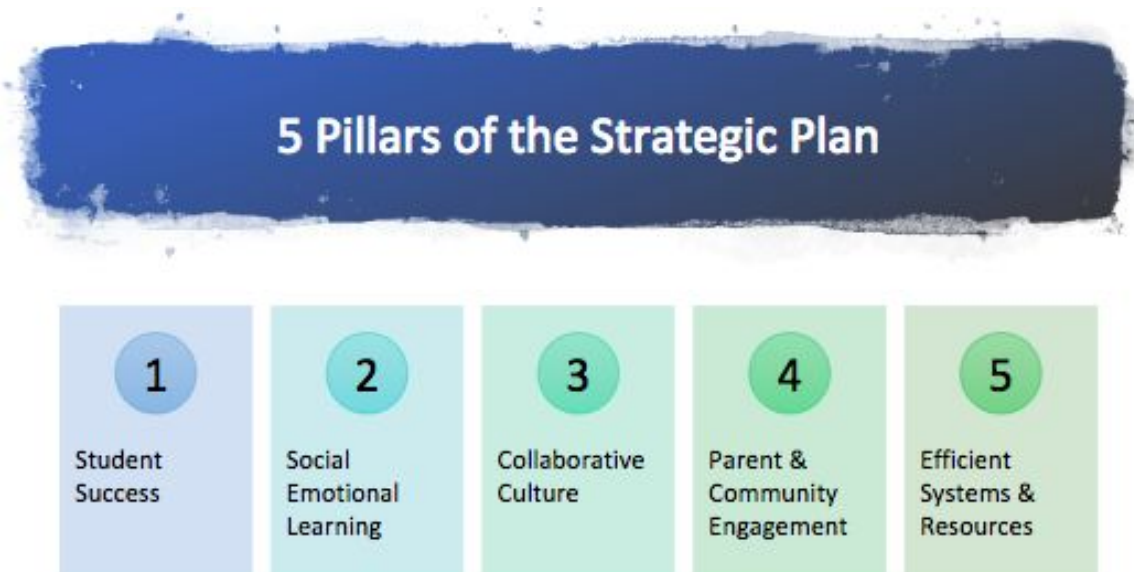 5 Pillars of the Strategic Plan
1
Student
Success
2
Social
Emotional
Learning
3
Collaborative
Culture
4
Parent &
Community
Engagement
5
Efficient
Systems &
Resources